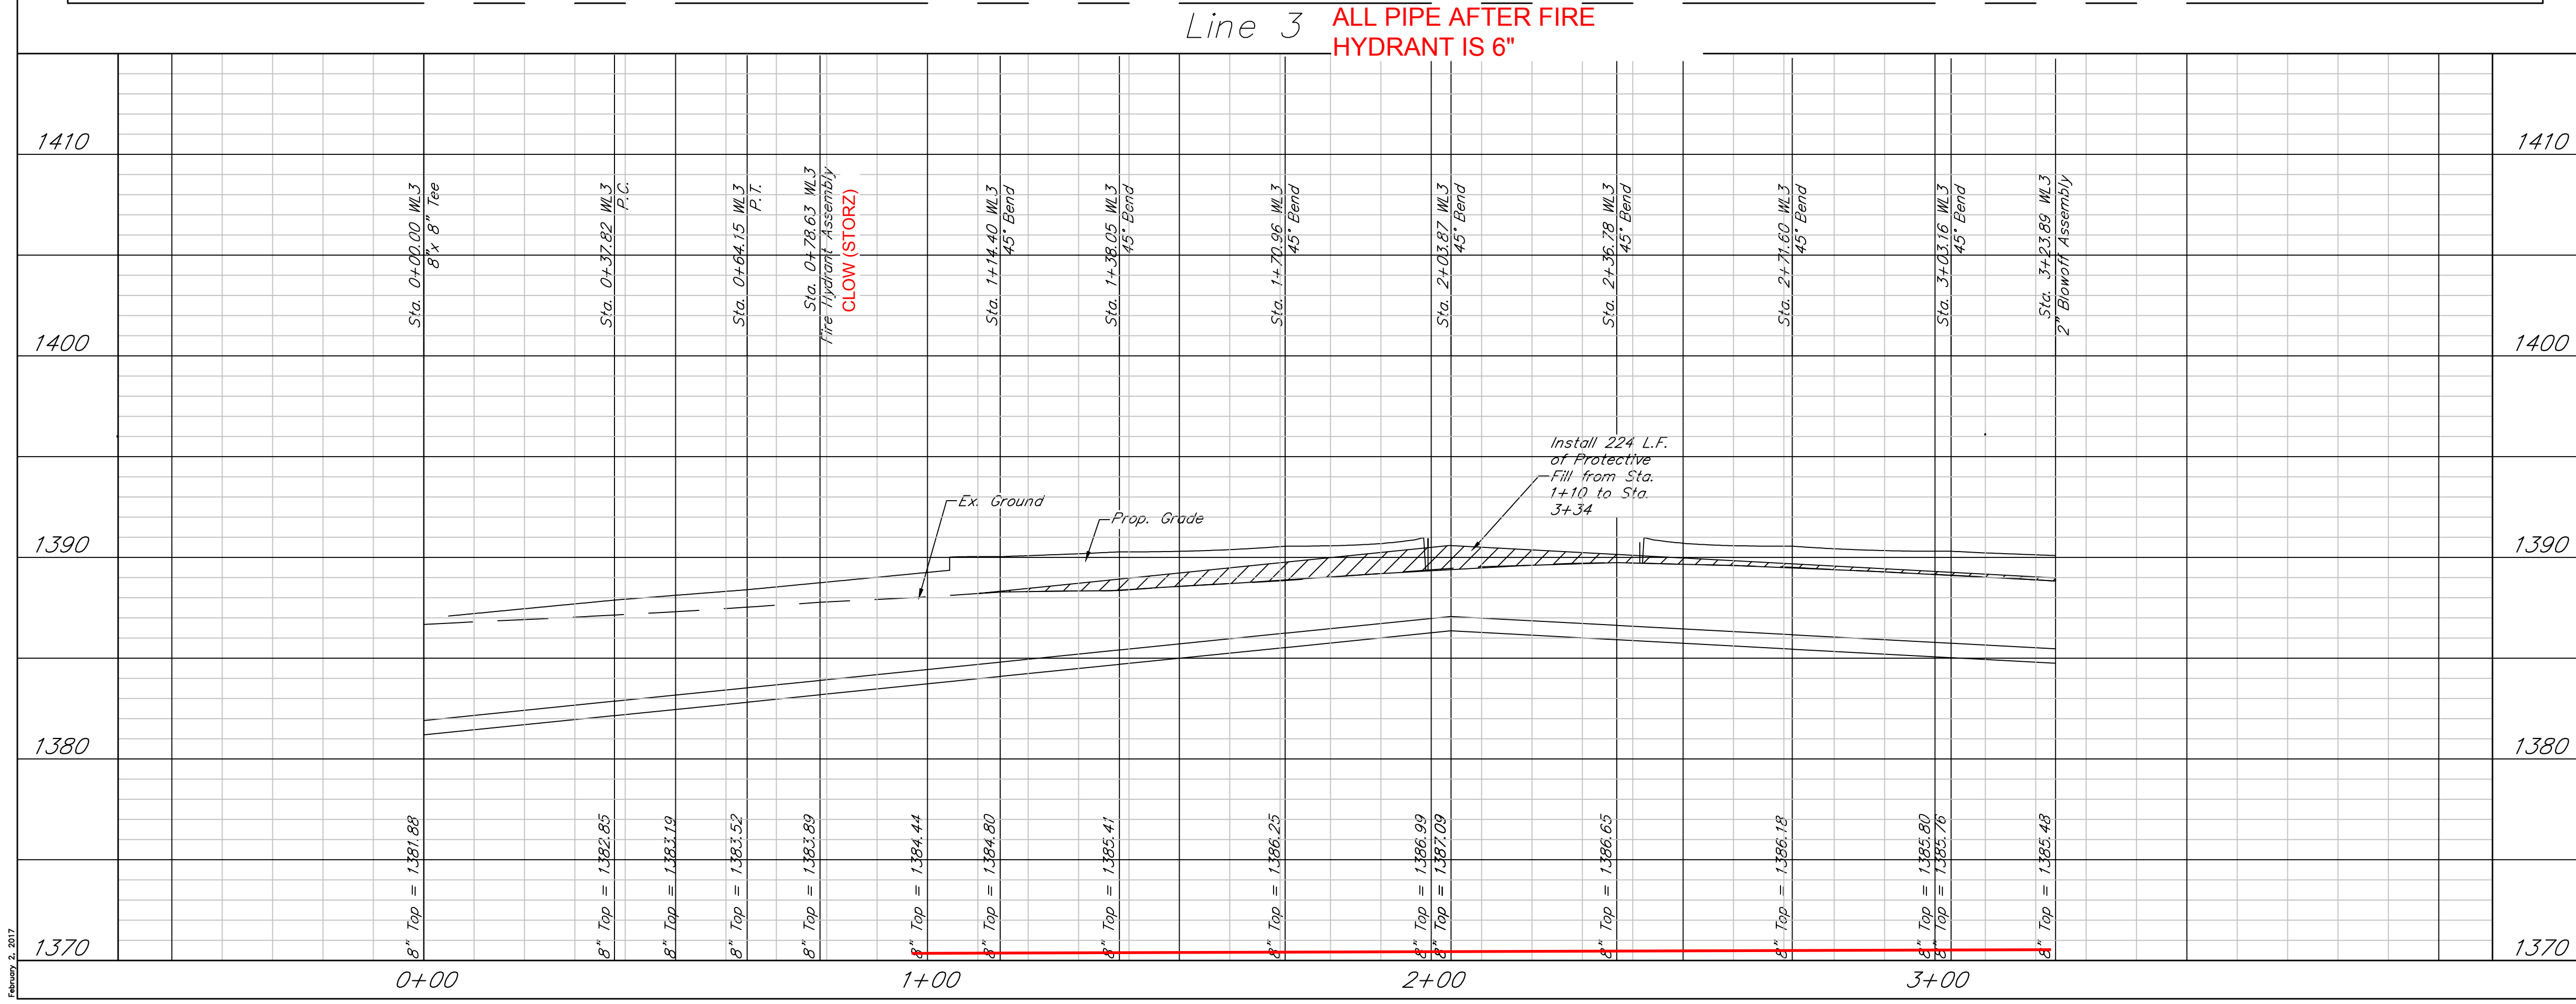 Line 3
ALL PIPE AFTER FIRE
HYDRANT IS 6"
1410
1410
1400
1400
1390
1390
1380
1380
1370
1370
Sta. 0+00.00 WL3
8"x 8" Tee
Sta. 0+37.82 WL3
P.C.
Sta. 0+64.15 WL3
P.T.
Sta. 0+78.63 WL3
Fire Hydrant Assembly
CLOW (STORZ)
Sta. 1+14.40 WL3
45° Bend
Sta. 1+38.05 WL3
45° Bend
Sta. 1+70.96 WL3
45° Bend
Sta. 2+03.87 WL3
45° Bend
Sta. 2+36.78 WL3
45° Bend
Sta. 2+71.60 WL3
45° Bend
Sta. 3+03.16 WL3
45° Bend
Sta. 3+23.89 WL3
2" Blowoff Assembly
Ex. Ground
Prop. Grade
Install 224 L.F.
of Protective
Fill from Sta.
1+10 to Sta.
3+34
8" Top = 1381.88
8" Top = 1382.85
8" Top = 1383.19
8" Top = 1383.52
8" Top = 1383.89
8" Top = 1384.44
8" Top = 1384.80
8" Top = 1385.41
8" Top = 1386.25
8" Top = 1386.99
8" Top = 1387.09
8" Top = 1386.65
8" Top = 1386.18
8" Top = 1385.80
8" Top = 1385.76
8" Top = 1385.48
0+00
1+00
2+00
3+00
February 2, 2017